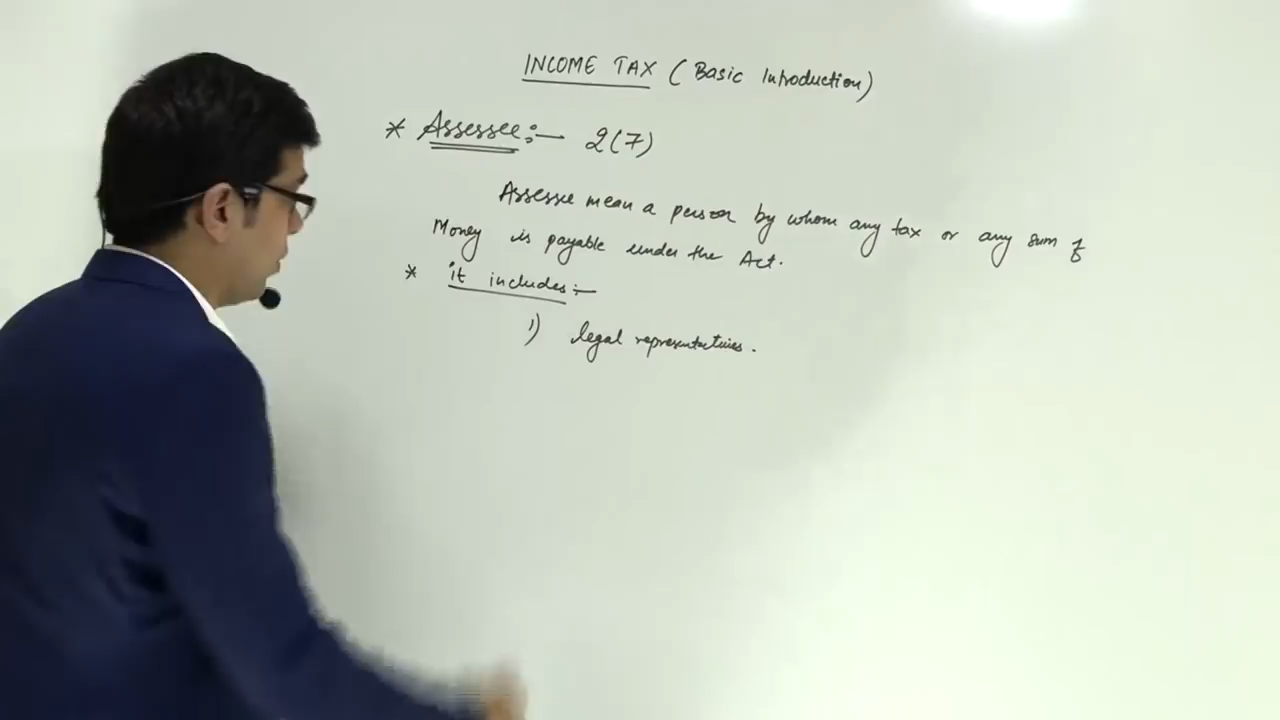 INCOME TAX (Basic Introduction)
* Assessee:- 2(7)
Assessee mean a person by whom any tax or any sum of
Money is payable under the Act.
* it includes:-
1) legal representatives.